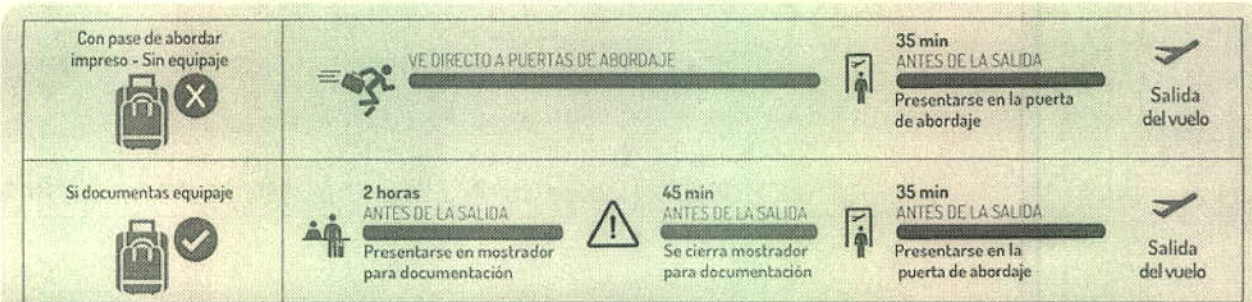 Con pase de abordar
impreso - Sin equipaje
VE DIRECTO A PUERTAS DE ABORDAJE
35 min
ANTES DE LA SALIDA
Presentarse en la puerta
de abordaje
Salida
del vuelo
Si documentas equipaje
2 horas
ANTES DE LA SALIDA
Presentarse en mostrador
para documentación
45 min
ANTES DE LA SALIDA
Se cierra mostrador
para documentación
35 min
ANTES DE LA SALIDA
Presentarse en la
puerta de abordaje
Salida
del vuelo